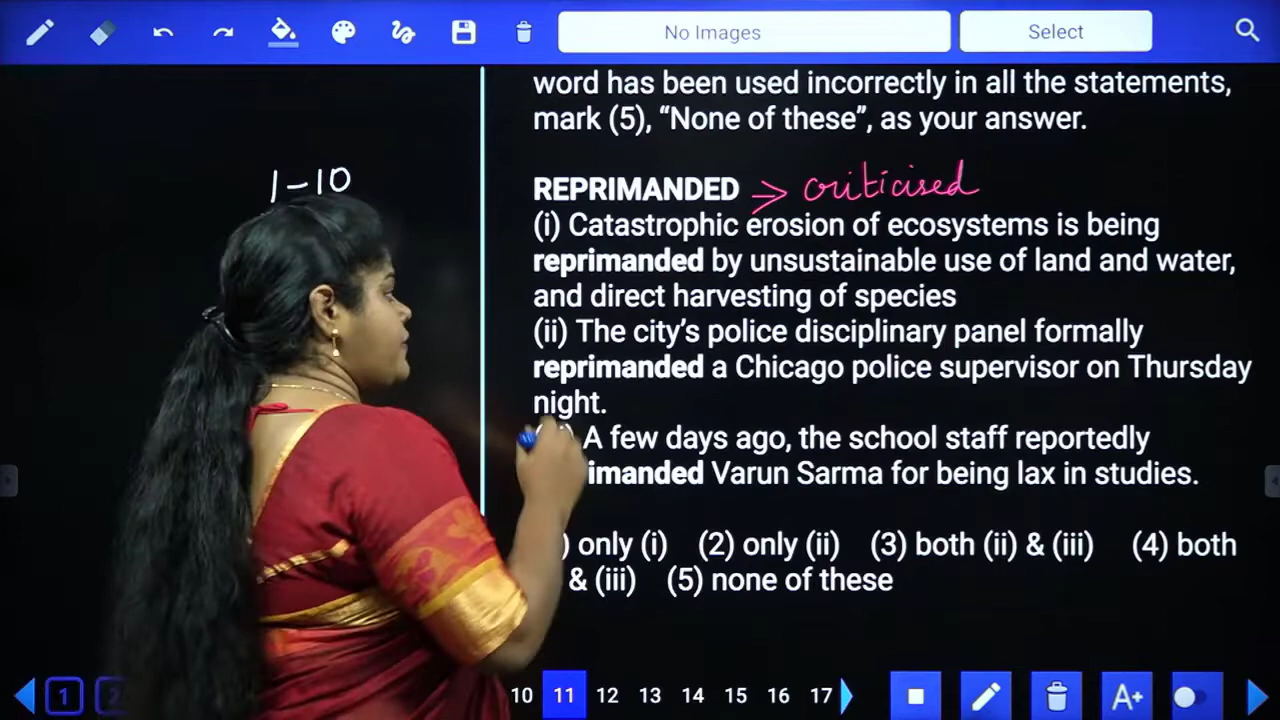 No Images
Select
word has been used incorrectly in all the statements,
mark (5), “None of these”, as your answer.
1-10
REPRIMANDED => criticised
(i) Catastrophic erosion of ecosystems is being
reprimanded by unsustainable use of land and water,
and direct harvesting of species
(ii) The city’s police disciplinary panel formally
reprimanded a Chicago police supervisor on Thursday
night.
A few days ago, the school staff reportedly
imanded Varun Sarma for being lax in studies.
) only (i) (2) only (ii) (3) both (ii) & (iii) (4) both
& (iii) (5) none of these
1 2 10 11 12 13 14 15 16 17 A+